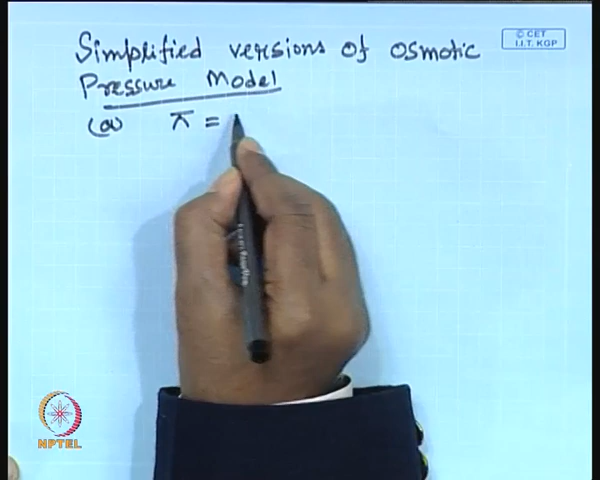 Simplified versions of osmotic
Pressure Model
(a) π =
© CET
I.I.T. KGP
NPTEL